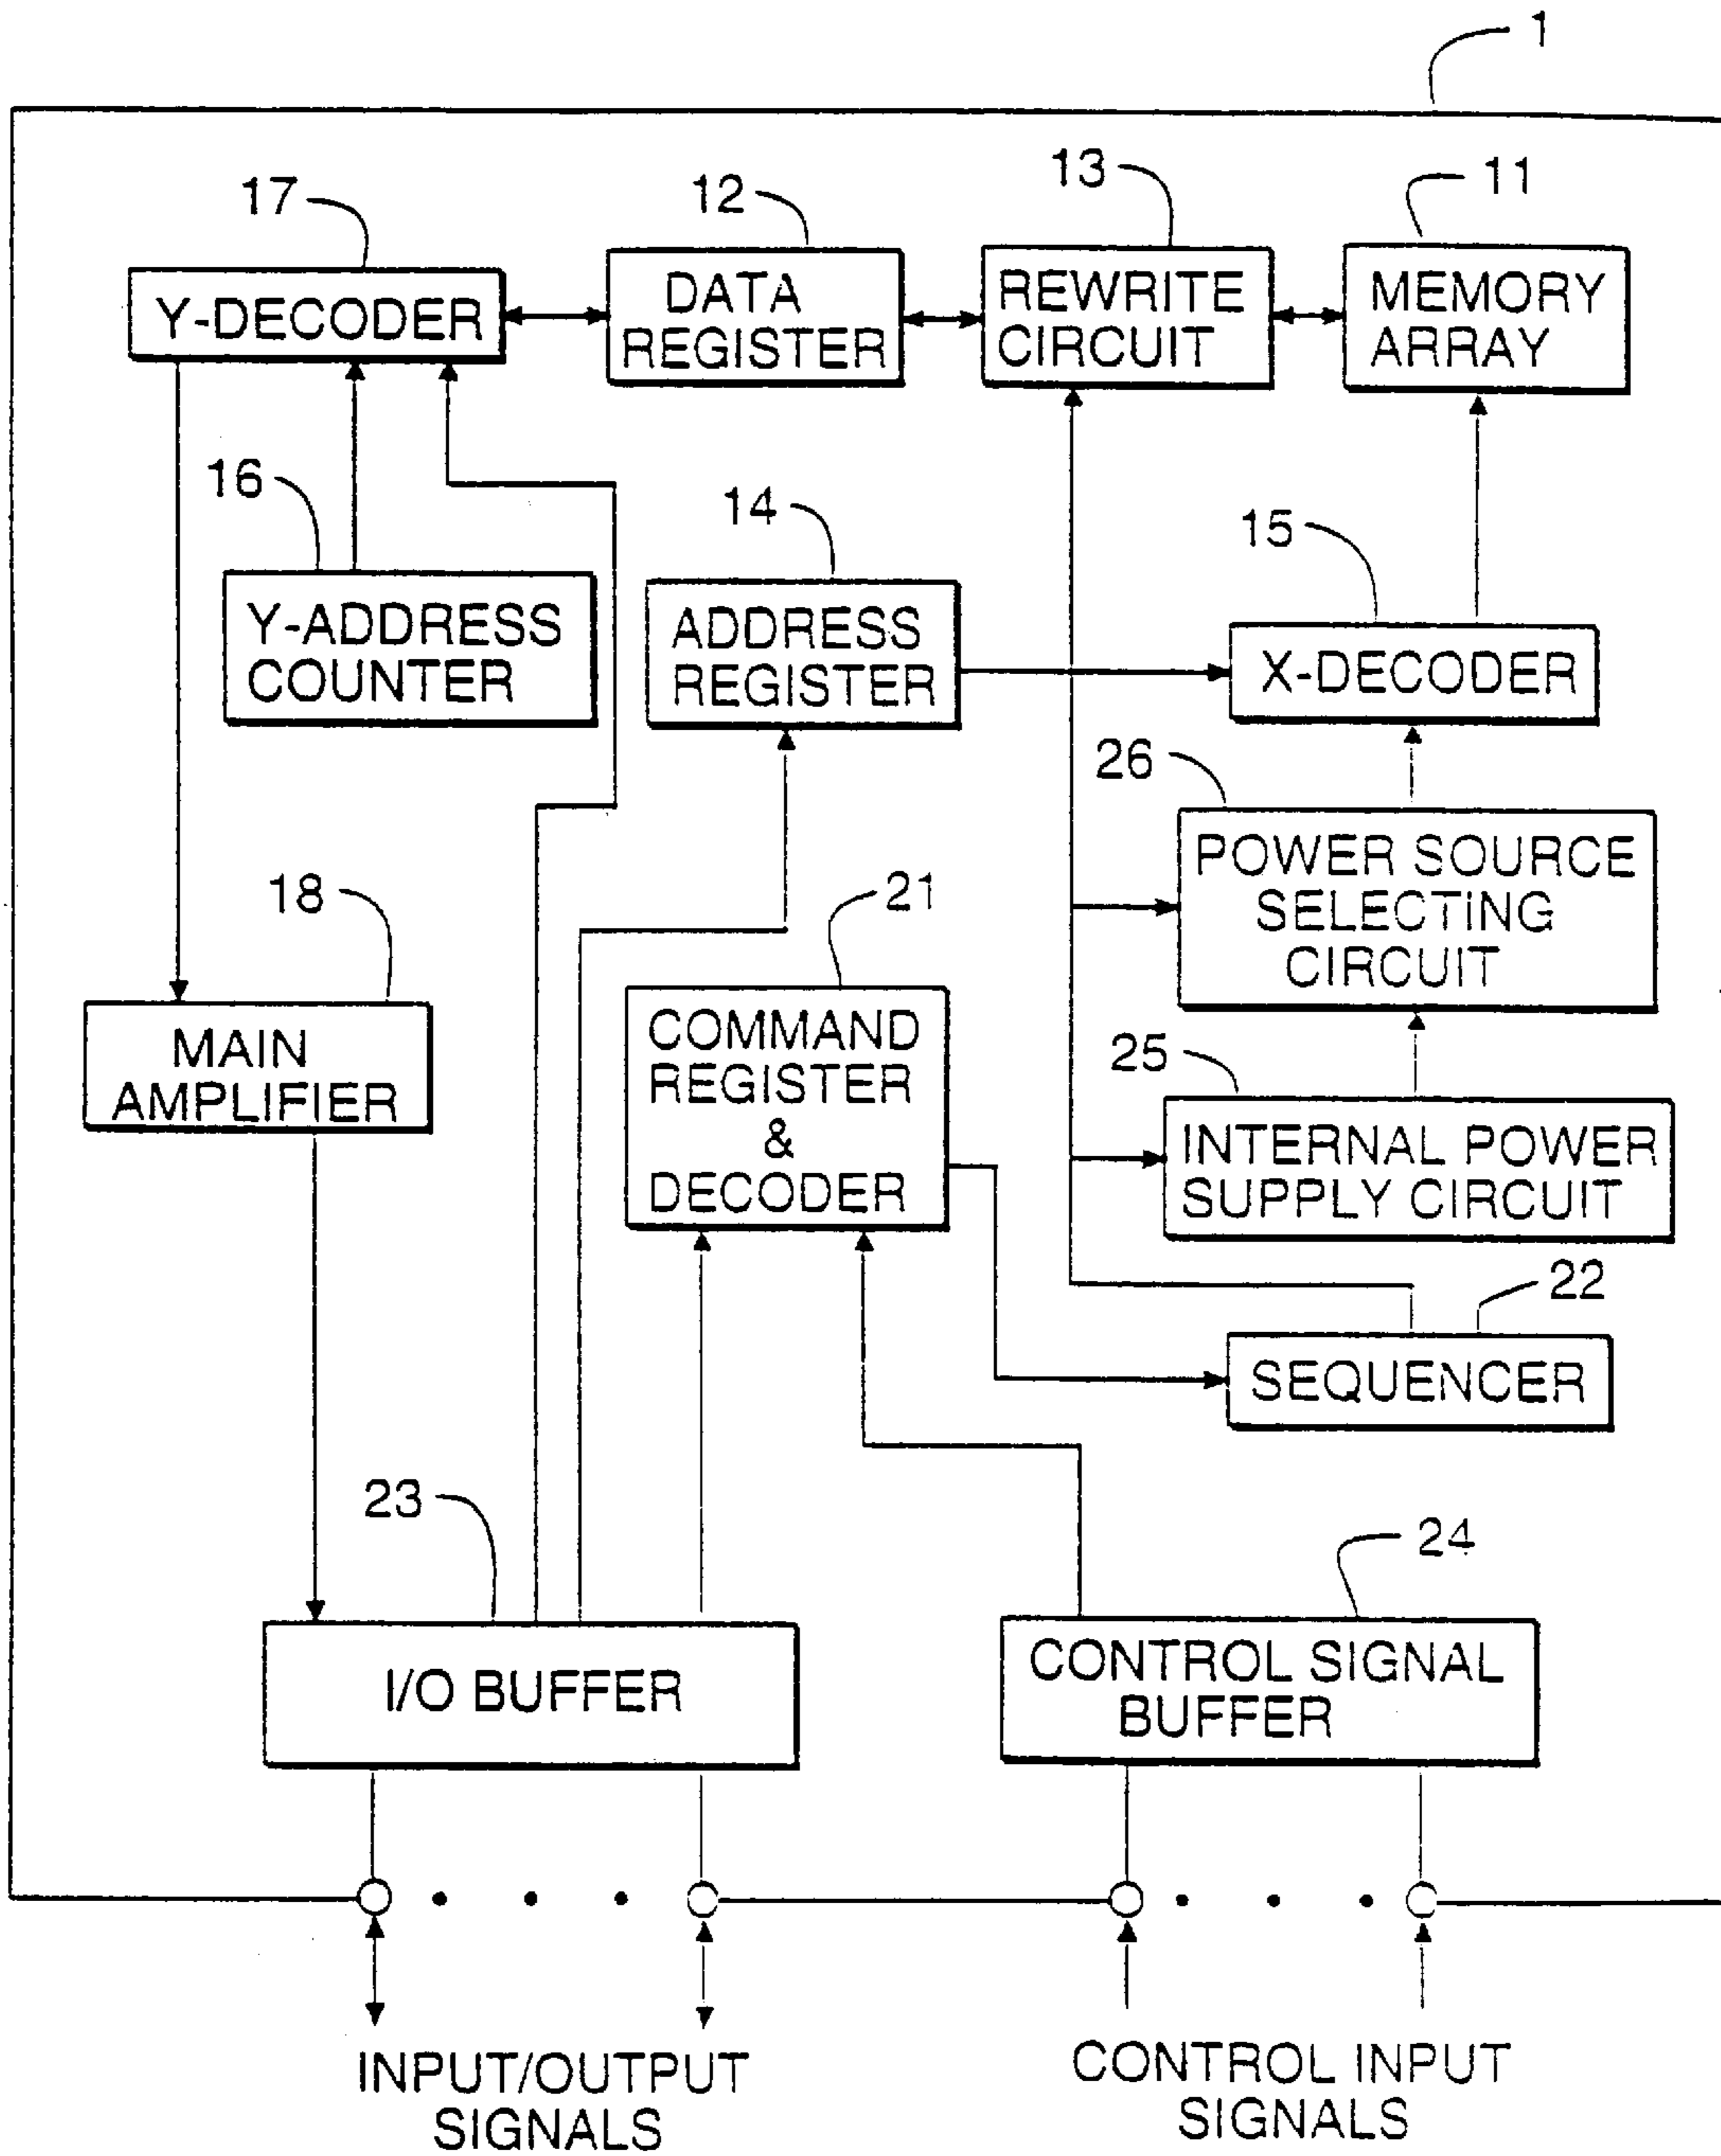 1
17
12
13
11
Y-DECODER
DATA
REGISTER
REWRITE
CIRCUIT
MEMORY
ARRAY
16
14
15
Y-ADDRESS
COUNTER
ADDRESS
REGISTER
X-DECODER
26
POWER SOURCE
SELECTING
CIRCUIT
18
21
MAIN
AMPLIFIER
COMMAND
REGISTER
&
DECODER
25
INTERNAL POWER
SUPPLY CIRCUIT
22
SEQUENCER
23
24
I/O BUFFER
CONTROL SIGNAL
BUFFER
INPUT/OUTPUT
SIGNALS
CONTROL INPUT
SIGNALS